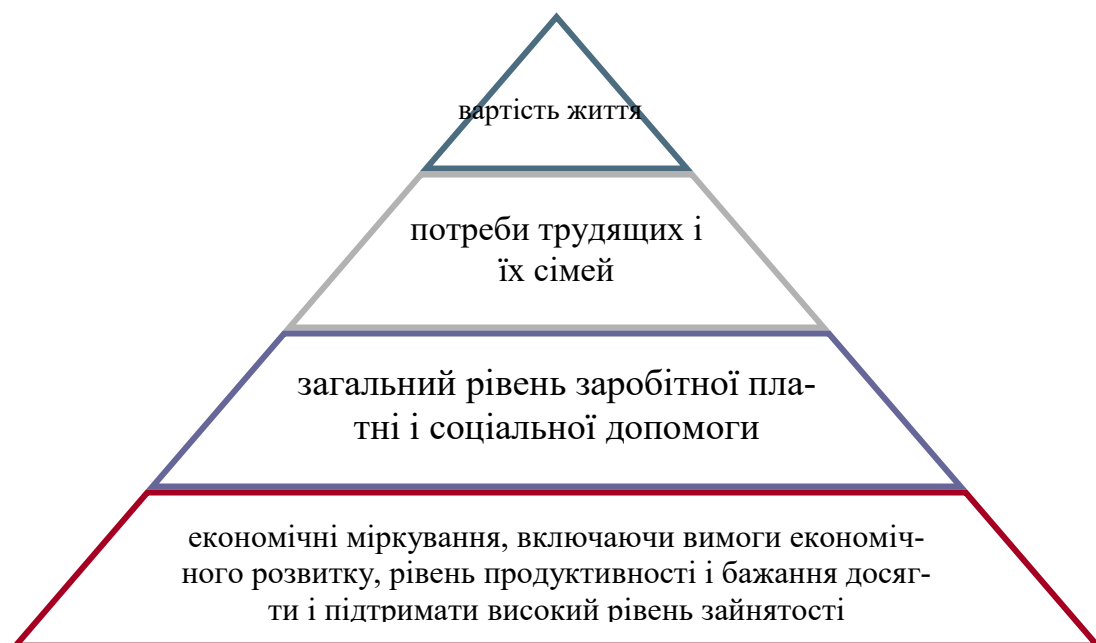 вартість життя
потреби трудящих і
їх сімей
загальний рівень заробітної пла-
тні і соціальної допомоги
економічні міркування, включаючи вимоги економіч-
ного розвитку, рівень продуктивності і бажання досяг-
ти і підтримати високий рівень зайнятості